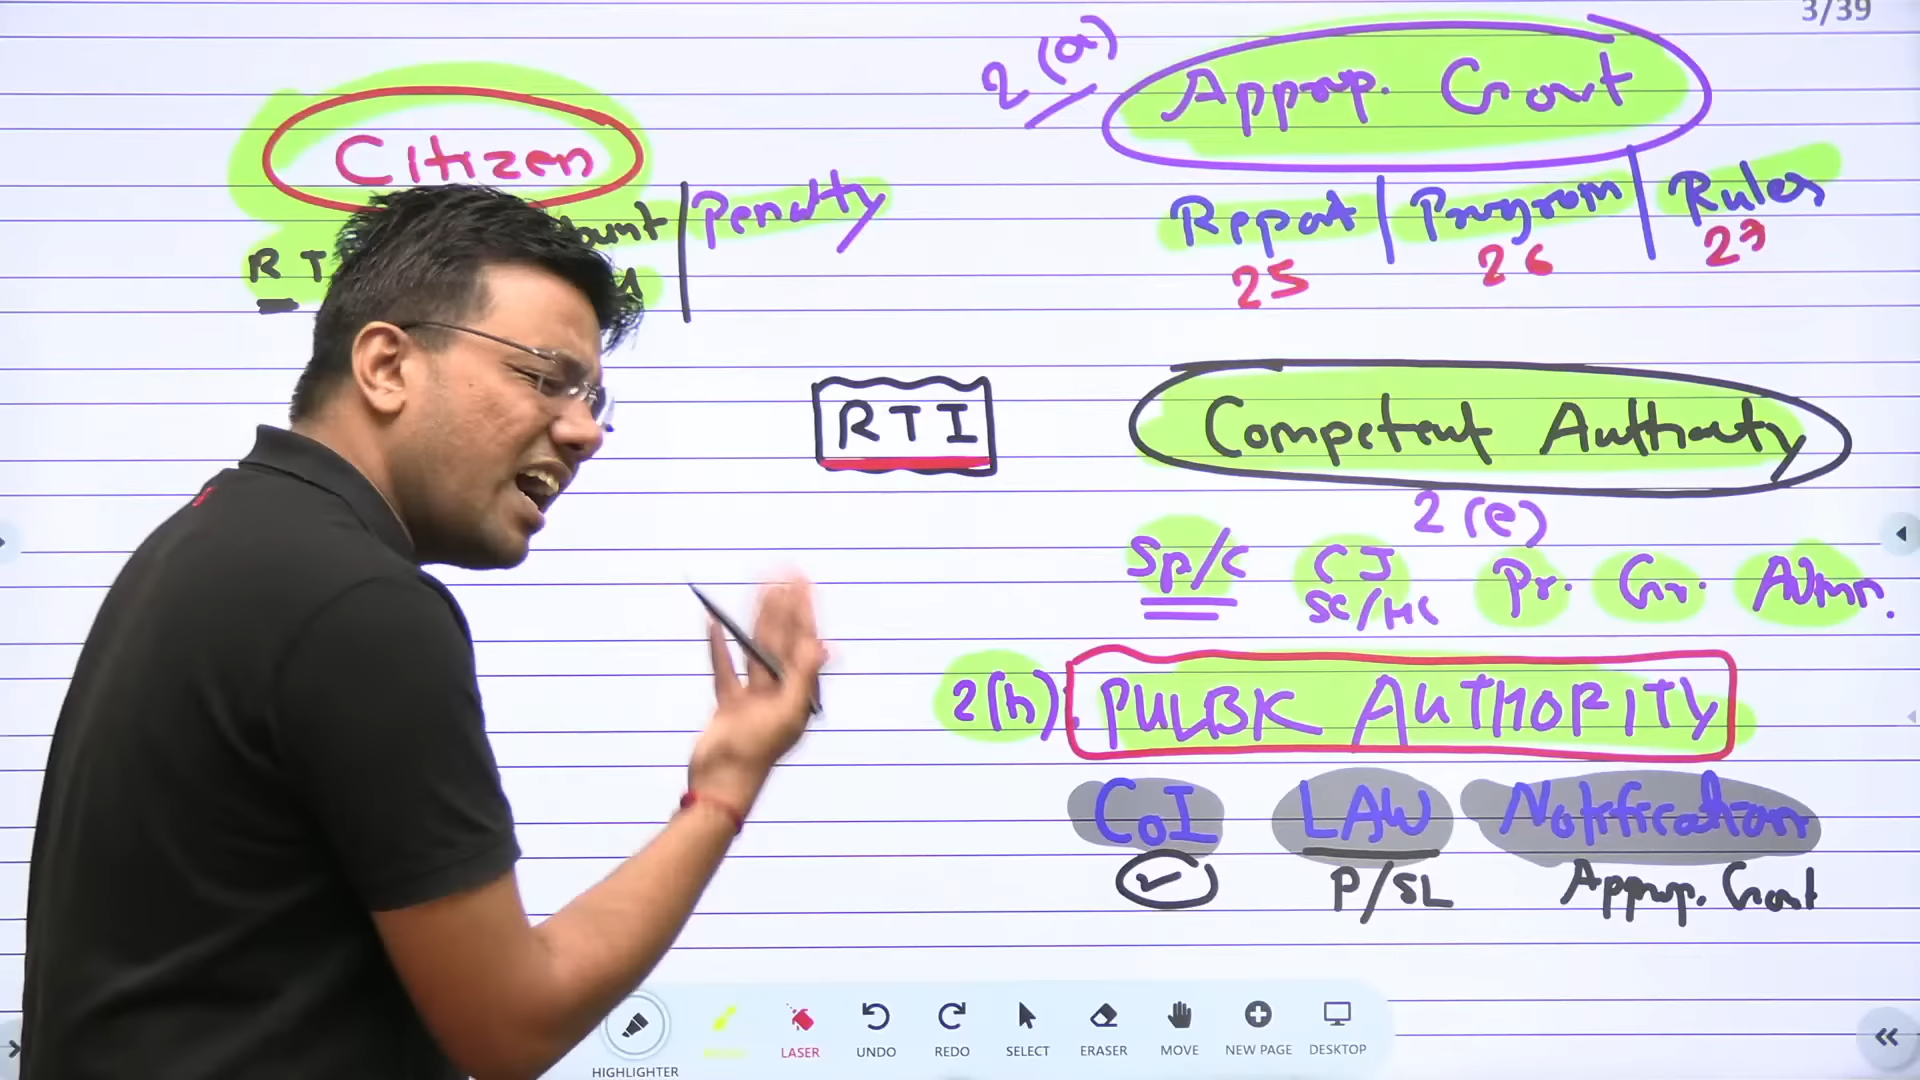 3/39
2(a) Approp. Govt
Citizen
Penalty
Report | Program | Rules
25 26 27
R T
RTI
Competent Authority
2(e)
Sp/C CJ Pr. Gr. Admn.
SC/HC
2(h). PULBIC AUTHORITY
CoI LAW Notification
P/SL Approp. Govt
HIGHLIGHTER
LASER
UNDO
REDO
SELECT
ERASER
MOVE
NEW PAGE
DESKTOP